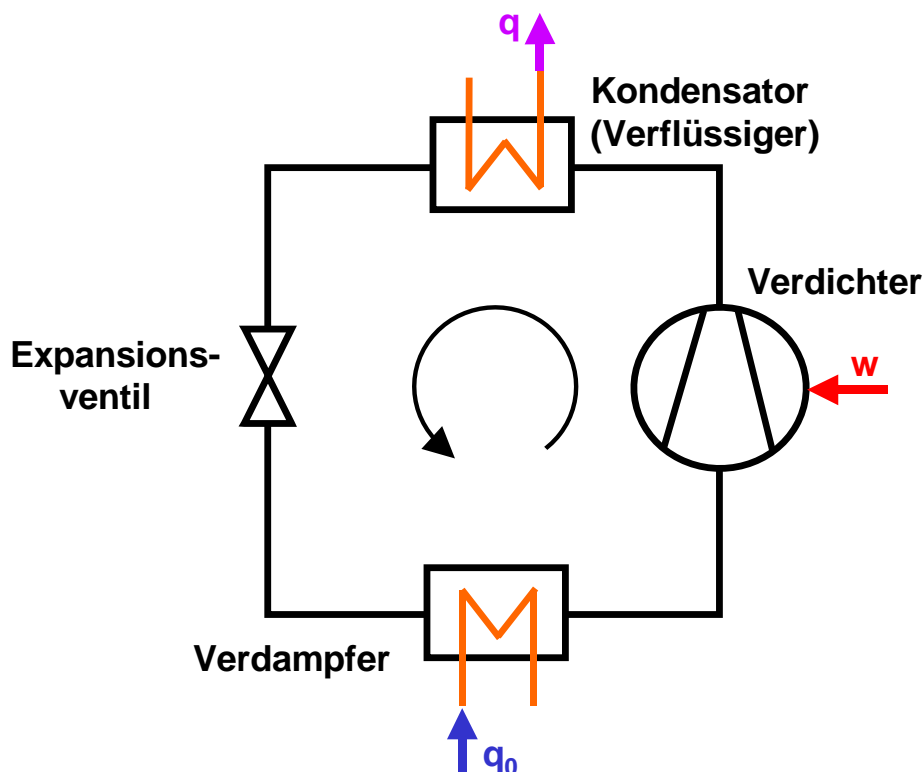 q
Kondensator
(Verflüssiger)
Verdichter
Expansions-
ventil
w
Verdampfer
q₀